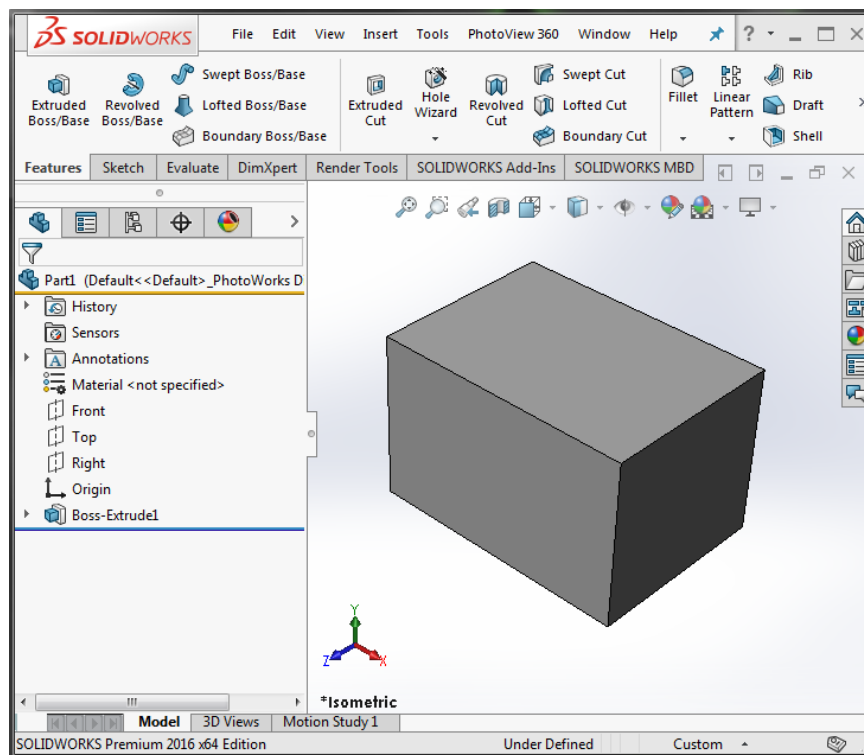 SOLIDWORKS File Edit View Insert Tools PhotoView 360 Window Help ?
Extruded Boss/Base
Revolved Boss/Base
Swept Boss/Base
Lofted Boss/Base
Boundary Boss/Base
Extruded Cut
Hole Wizard
Revolved Cut
Swept Cut
Lofted Cut
Boundary Cut
Fillet
Linear Pattern
Rib
Draft
Shell
Features Sketch Evaluate DimXpert Render Tools SOLIDWORKS Add-Ins SOLIDWORKS MBD
Part1 (Default<<Default>_PhotoWorks D
History
Sensors
A Annotations
Material <not specified>
Front
Top
Right
Origin
Boss-Extrude1
Y
Z X
*Isometric
Model 3D Views Motion Study 1
SOLIDWORKS Premium 2016 x64 Edition Under Defined Custom